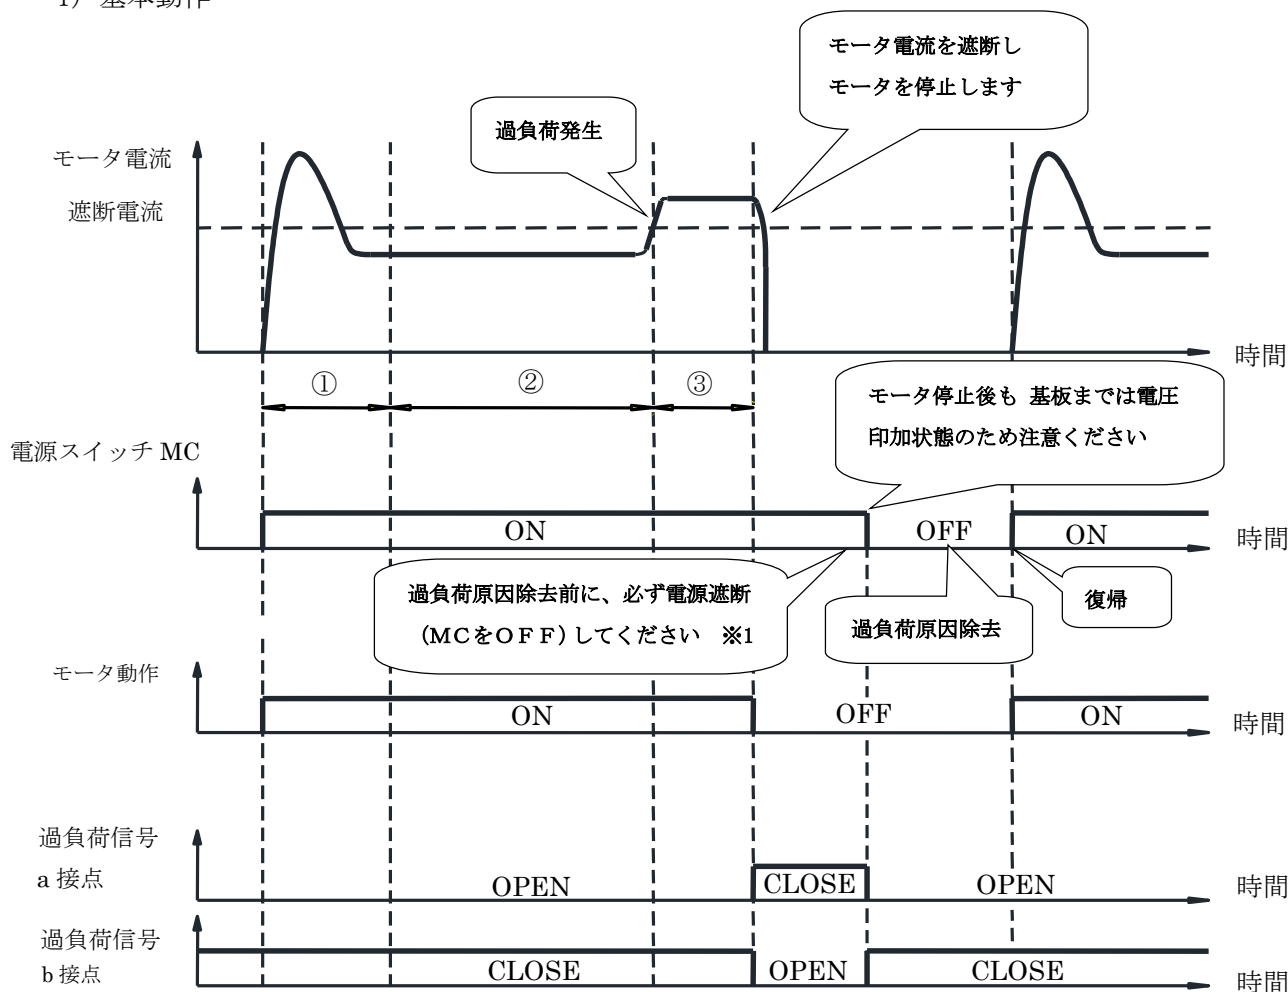 1) 基本動作
モータ電流を遮断し
モータを停止します
過負荷発生
モータ電流
遮断電流
時間
① ② ③
モータ停止後も 基板までは電圧
印加状態のため注意ください
電源スイッチ MC
ON OFF ON
時間
過負荷原因除去前に、必ず電源遮断
(MCをOFF)してください ※1
過負荷原因除去
復帰
モータ動作
ON OFF ON
時間
過負荷信号
a 接点
OPEN CLOSE OPEN
時間
過負荷信号
b 接点
CLOSE OPEN CLOSE
時間